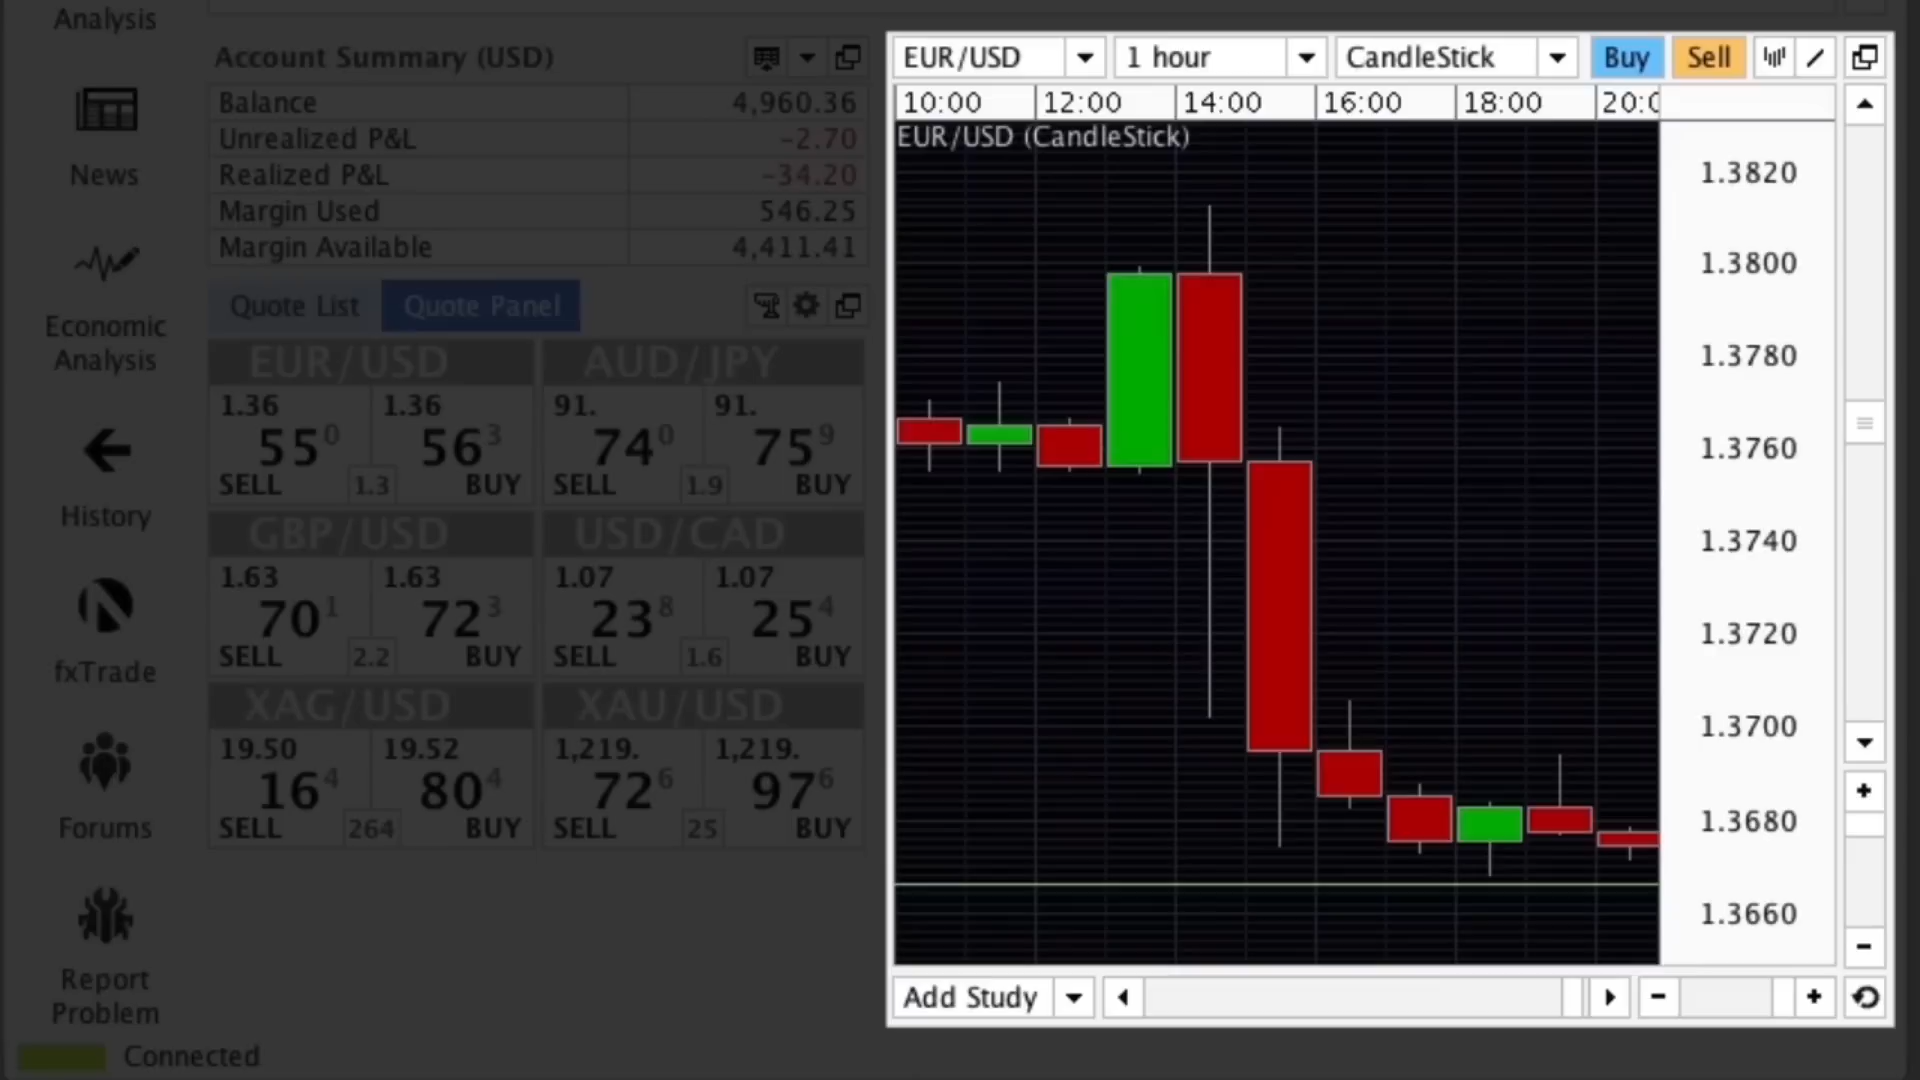 Analysis
News
Economic
Analysis
History
fxTrade
Forums
Report
Problem
Connected
Account Summary (USD)
Balance 4,960.36
Unrealized P&L -2.70
Realized P&L -34.20
Margin Used 546.25
Margin Available 4,411.41
Quote List Quote Panel
EUR/USD AUD/JPY
1.36 1.36 91. 91.
55 0 56 3 74 0 75 9
SELL 1.3 BUY SELL 1.9 BUY
GBP/USD USD/CAD
1.63 1.63 1.07 1.07
70 1 72 3 23 8 25 4
SELL 2.2 BUY SELL 1.6 BUY
XAG/USD XAU/USD
19.50 19.52 1,219. 1,219.
16 4 80 4 72 6 97 6
SELL 264 BUY SELL 25 BUY
EUR/USD 1 hour CandleStick Buy Sell
10:00 12:00 14:00 16:00 18:00 20:0
EUR/USD (CandleStick)
1.3820
1.3800
1.3780
1.3760
1.3740
1.3720
1.3700
1.3680
1.3660
Add Study